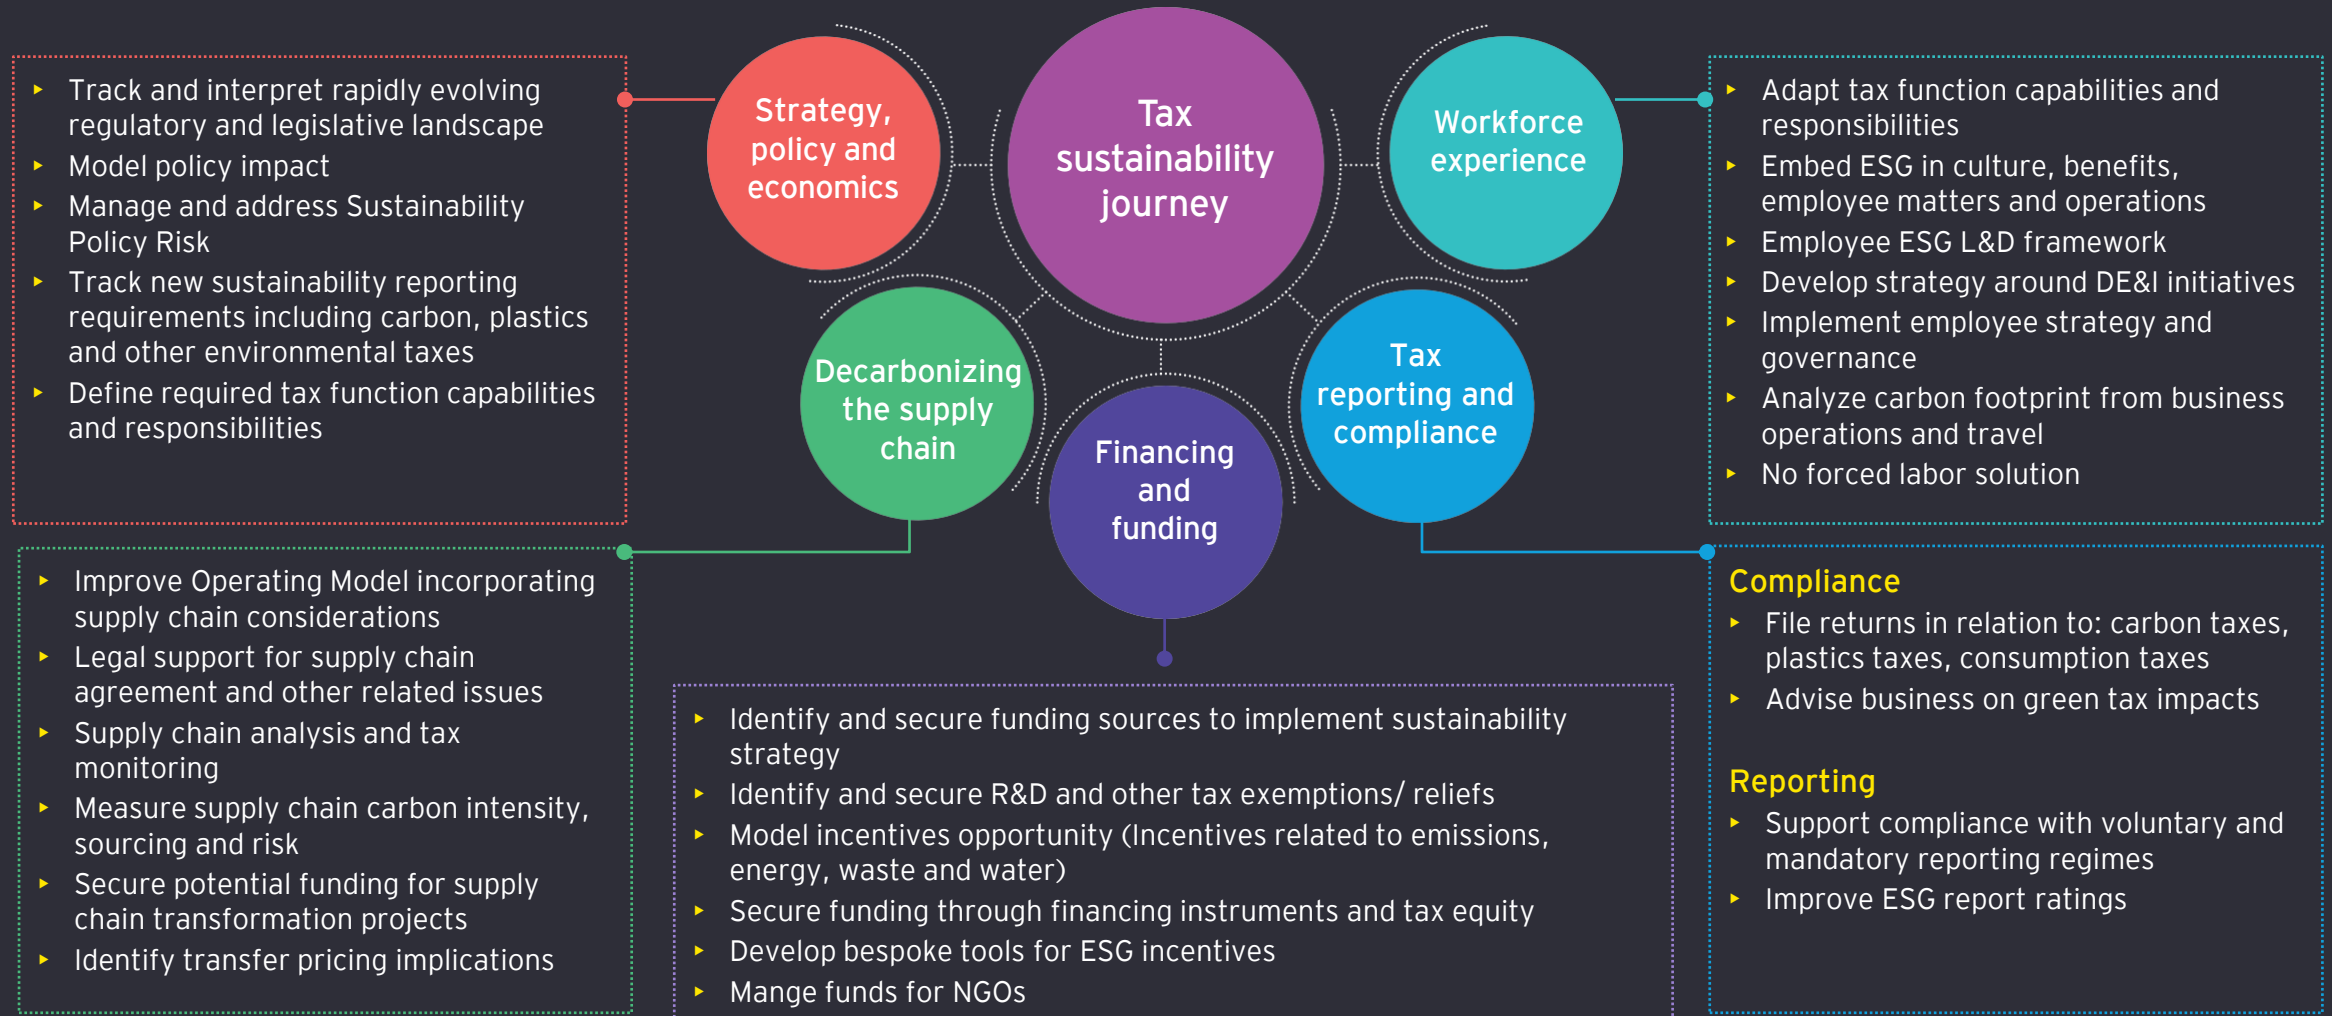 Tax
sustainability
journey
Strategy,
policy and
economics
▸ Track and interpret rapidly evolving
regulatory and legislative landscape
▸ Model policy impact
▸ Manage and address Sustainability
Policy Risk
▸ Track new sustainability reporting
requirements including carbon, plastics
and other environmental taxes
▸ Define required tax function capabilities
and responsibilities
Workforce
experience
▸ Adapt tax function capabilities and
responsibilities
▸ Embed ESG in culture, benefits,
employee matters and operations
▸ Employee ESG L&D framework
▸ Develop strategy around DE&I initiatives
▸ Implement employee strategy and
governance
▸ Analyze carbon footprint from business
operations and travel
▸ No forced labor solution
Decarbonizing
the supply
chain
▸ Improve Operating Model incorporating
supply chain considerations
▸ Legal support for supply chain
agreement and other related issues
▸ Supply chain analysis and tax
monitoring
▸ Measure supply chain carbon intensity,
sourcing and risk
▸ Secure potential funding for supply
chain transformation projects
▸ Identify transfer pricing implications
Financing
and
funding
▸ Identify and secure funding sources to implement sustainability
strategy
▸ Identify and secure R&D and other tax exemptions/ reliefs
▸ Model incentives opportunity (Incentives related to emissions,
energy, waste and water)
▸ Secure funding through financing instruments and tax equity
▸ Develop bespoke tools for ESG incentives
▸ Mange funds for NGOs
Tax
reporting and
compliance
Compliance
▸ File returns in relation to: carbon taxes,
plastics taxes, consumption taxes
▸ Advise business on green tax impacts
Reporting
▸ Support compliance with voluntary and
mandatory reporting regimes
▸ Improve ESG report ratings